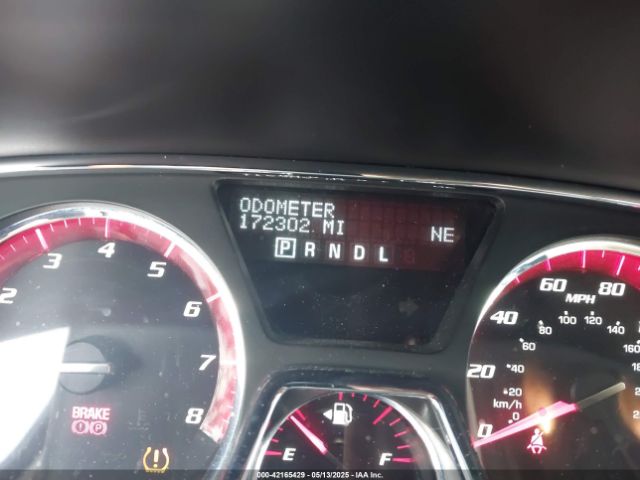 ODOMETER
172302 MI
NE
P R N D L
2 3 4 5 6 7 8
BRAKE
P
E F
0 20 40 60 80
MPH
0 20 40 60 80 100 120 140 160
km/h
000-42165429 - 05/13/2025 - IAA Inc.